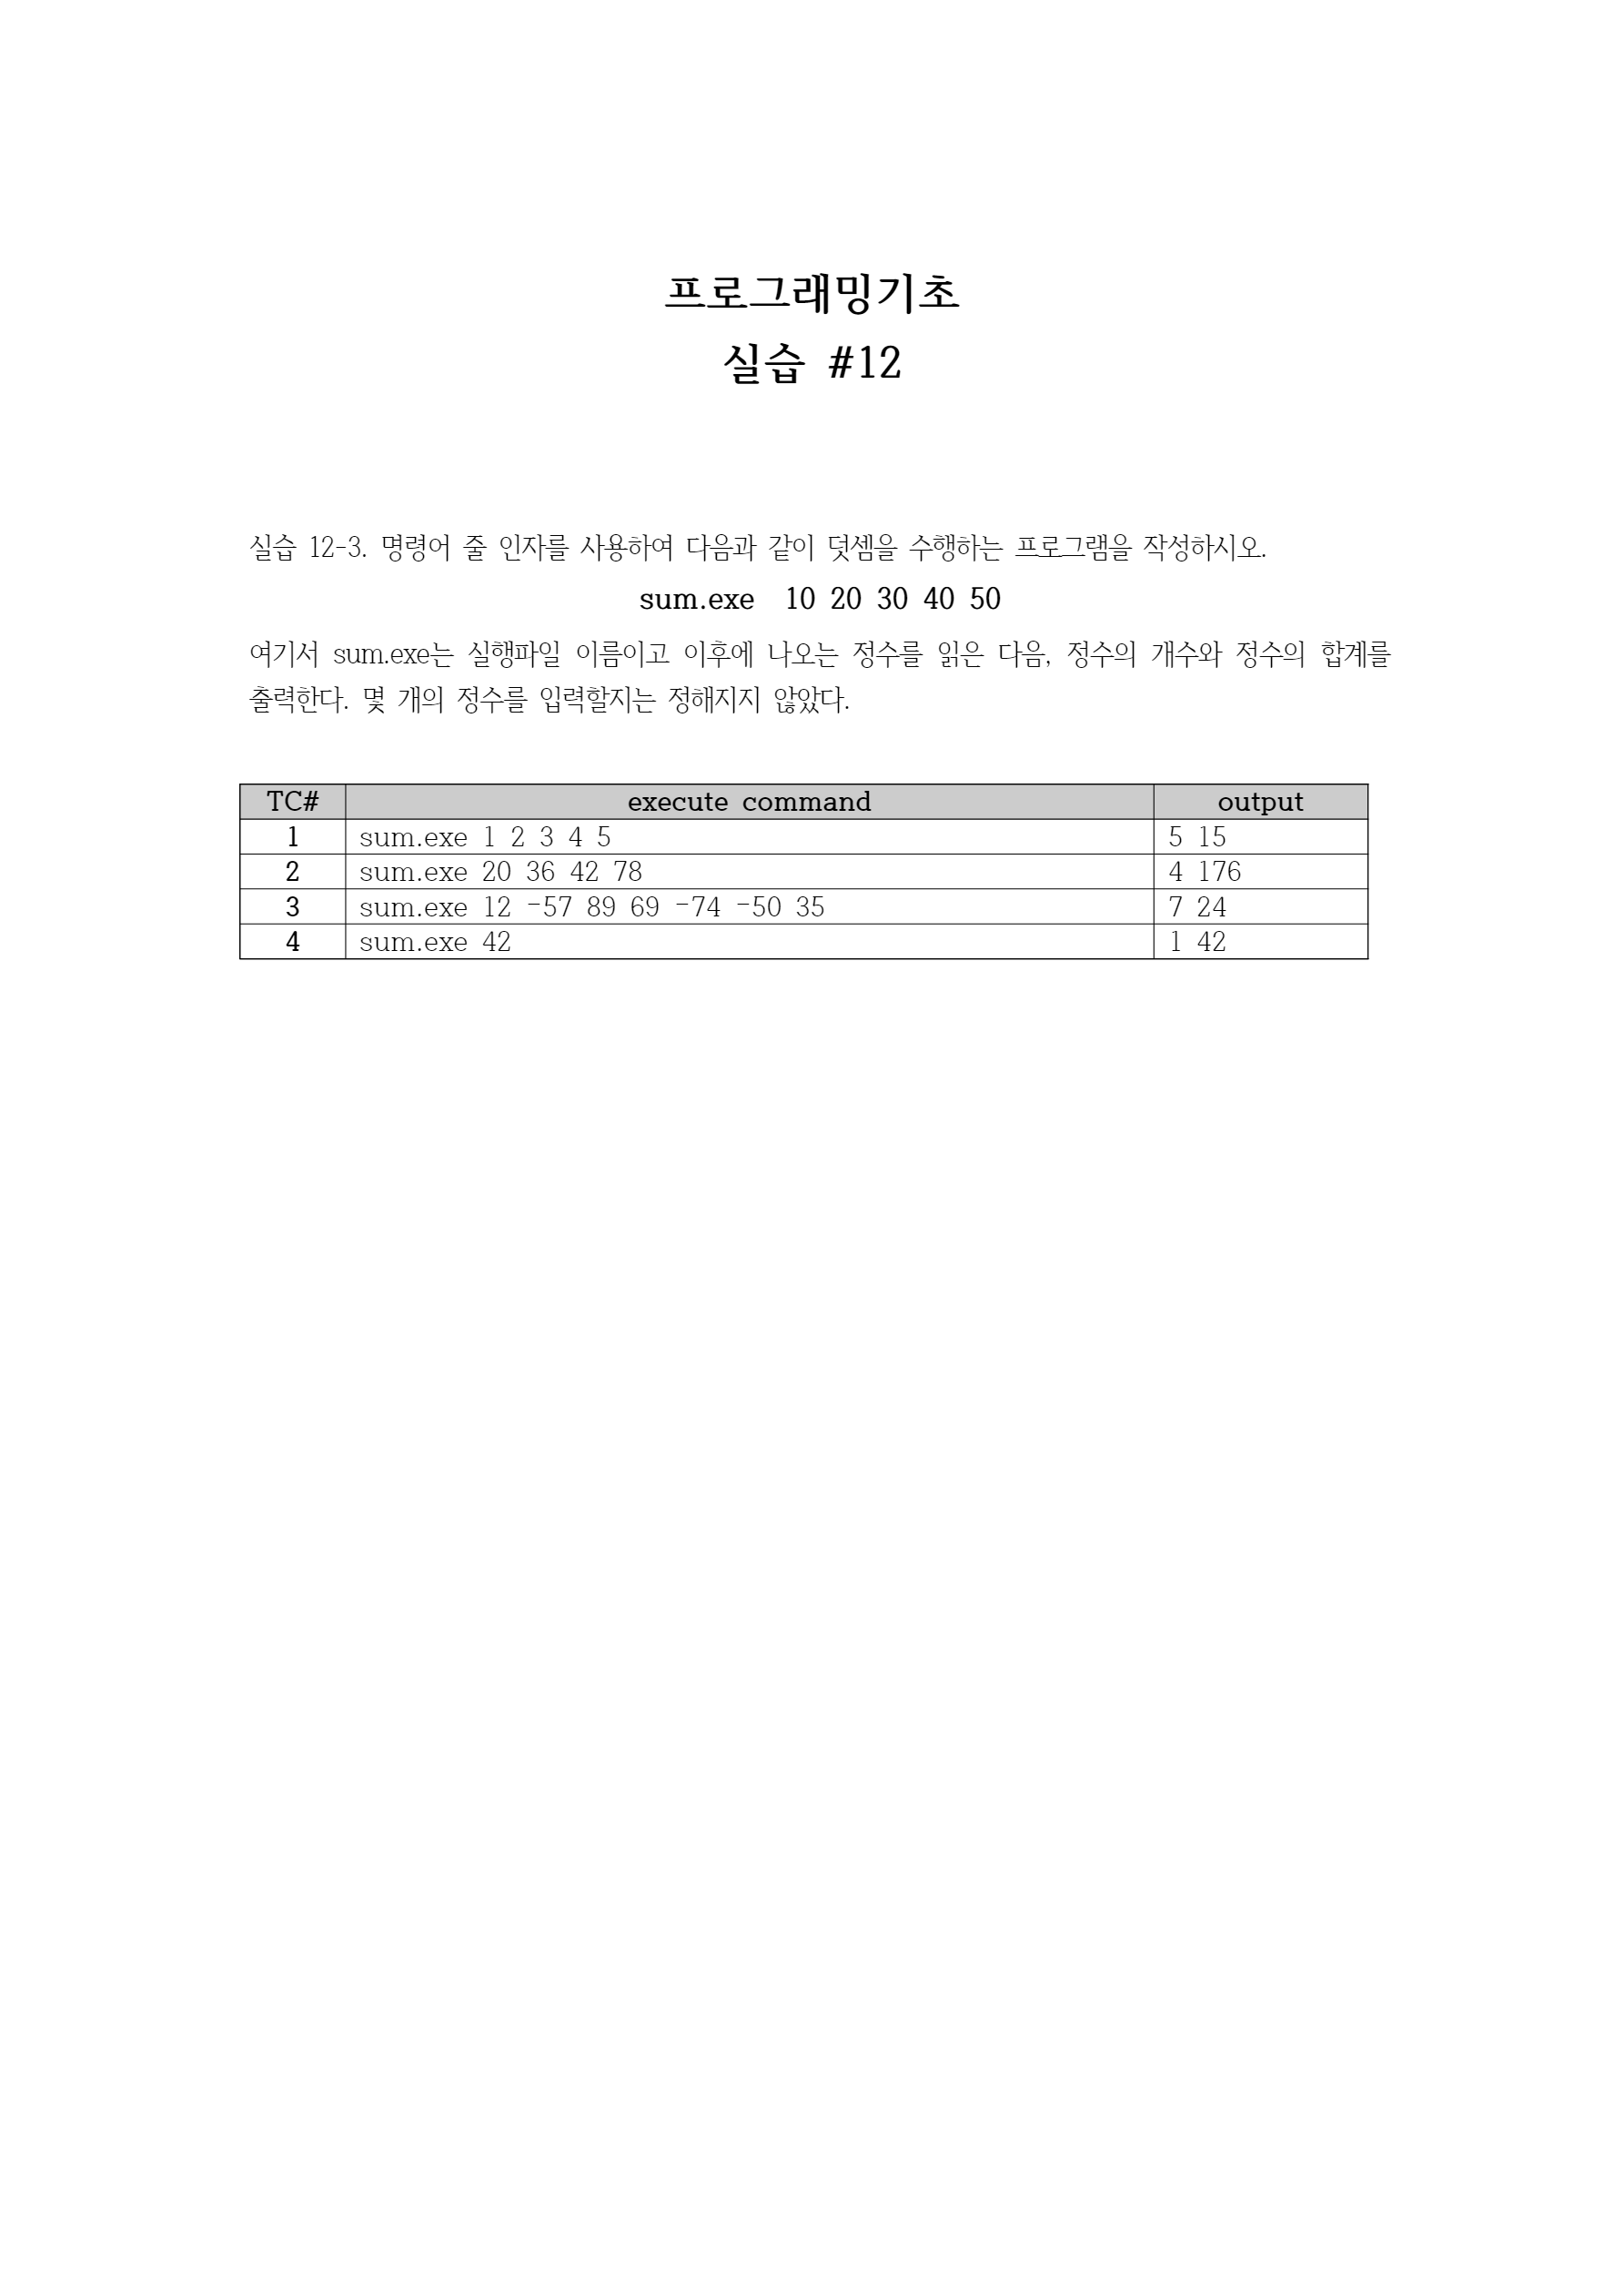 프로그래밍기초
실습 #12
실습 12-3. 명령어 줄 인자를 사용하여 다음과 같이 덧셈을 수행하는 프로그램을 작성하시오.
sum.exe 10 20 30 40 50
여기서 sum.exe는 실행파일 이름이고 이후에 나오는 정수를 읽은 다음, 정수의 개수와 정수의 합계를
출력한다. 몇 개의 정수를 입력할지는 정해지지 않았다.
TC# execute command output
1 sum.exe 1 2 3 4 5 5 15
2 sum.exe 20 36 42 78 4 176
3 sum.exe 12 -57 89 69 -74 -50 35 7 24
4 sum.exe 42 1 42